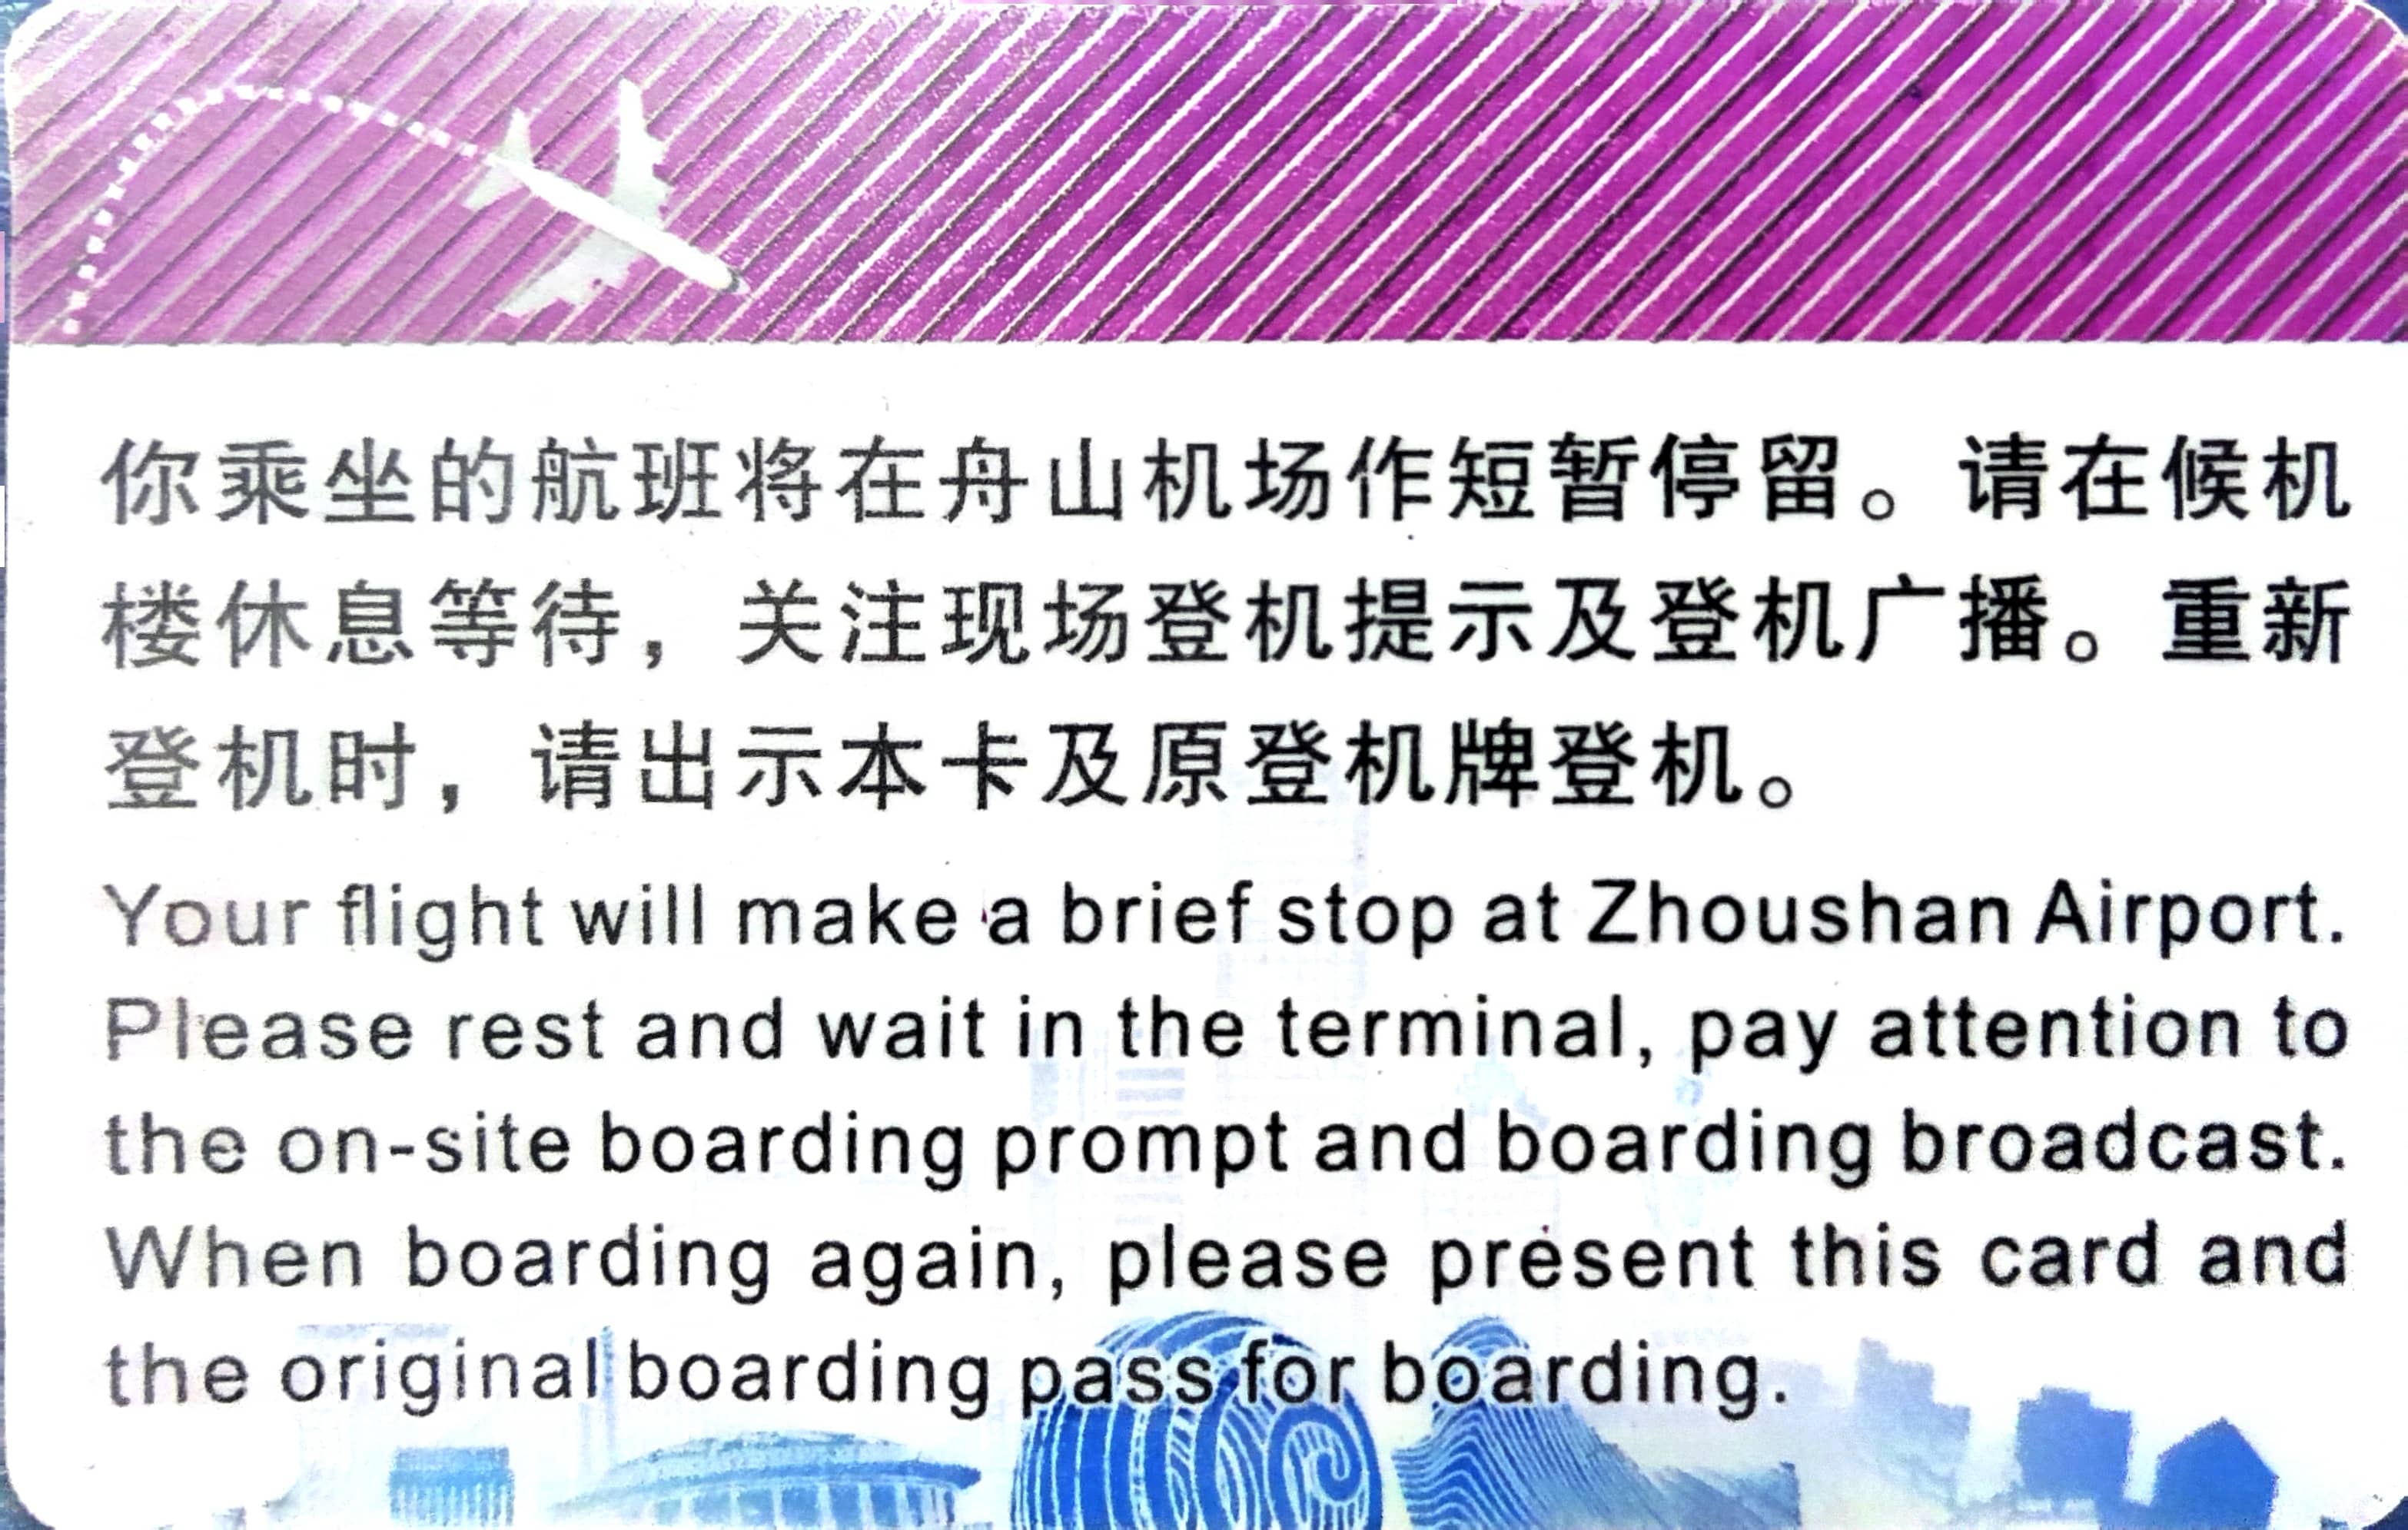 你乘坐的航班将在舟山机场作短暂停留。请在候机
楼休息等待，关注现场登机提示及登机广播。重新
登机时，请出示本卡及原登机牌登机。
Your flight will make a brief stop at Zhoushan Airport.
Please rest and wait in the terminal, pay attention to
the on-site boarding prompt and boarding broadcast.
When boarding again, please present this card and
the original boarding pass for boarding.